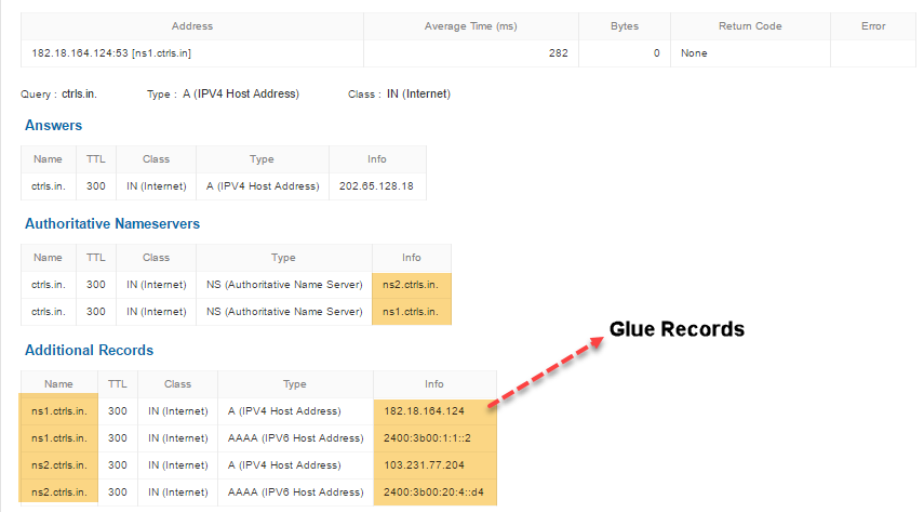 Address Average Time (ms) Bytes Return Code Error
182.18.164.124:53 [ns1.ctrls.in] 282 0 None
Query : ctrls.in. Type : A (IPV4 Host Address) Class : IN (Internet)
Answers
Name TTL Class Type Info
ctrls.in. 300 IN (Internet) A (IPV4 Host Address) 202.65.128.18
Authoritative Nameservers
Name TTL Class Type Info
ctrls.in. 300 IN (Internet) NS (Authoritative Name Server) ns2.ctrls.in.
ctrls.in. 300 IN (Internet) NS (Authoritative Name Server) ns1.ctrls.in.
Glue Records
Additional Records
Name TTL Class Type Info
ns1.ctrls.in. 300 IN (Internet) A (IPV4 Host Address) 182.18.164.124
ns1.ctrls.in. 300 IN (Internet) AAAA (IPV6 Host Address) 2400:3b00:1:1::2
ns2.ctrls.in. 300 IN (Internet) A (IPV4 Host Address) 103.231.77.204
ns2.ctrls.in. 300 IN (Internet) AAAA (IPV6 Host Address) 2400:3b00:20:4::d4